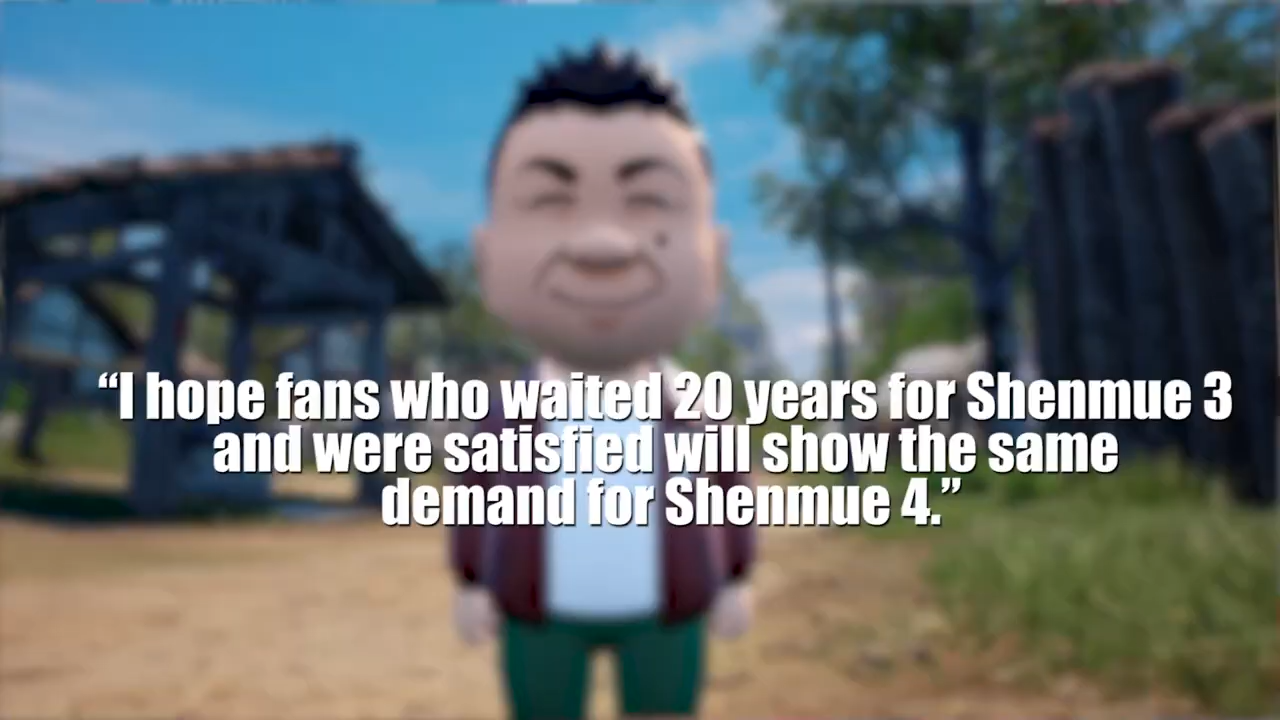 “I hope fans who waited 20 years for Shenmue 3
and were satisfied will show the same
demand for Shenmue 4.”